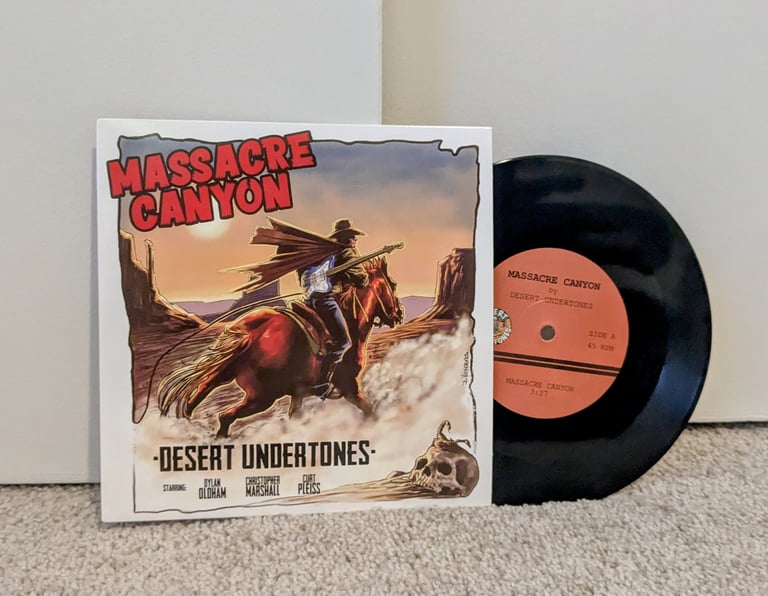 MASSACRE
CANYON
-DESERT UNDERTONES-
STARRING:
DYLAN
OLDHAM
CHRISTOPHER
MARSHALL
CURT
PLEISS
MASSACRE CANYON
by
DESERT UNDERTONES
SIDE A
45 RPM
MASSACRE CANYON
3:27